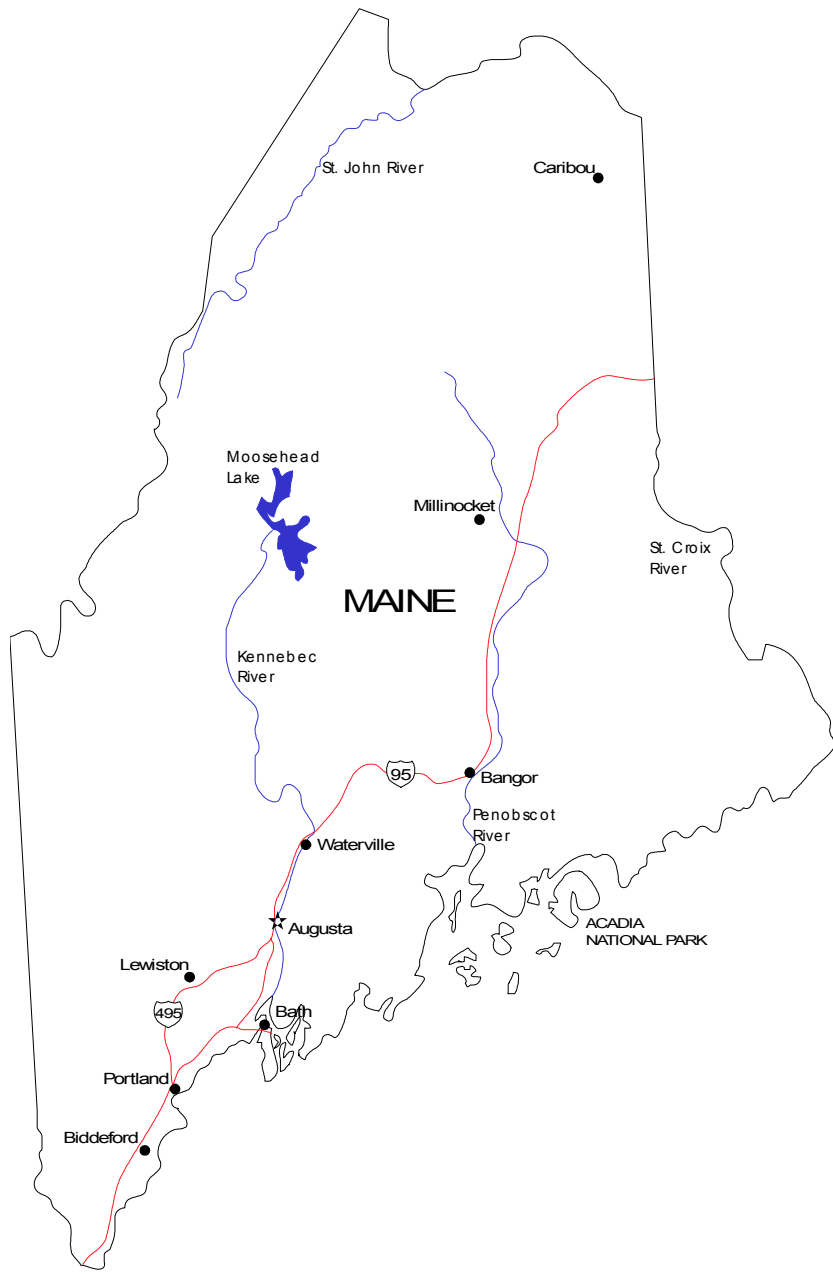 St. John River
Caribou
Moosehead
Lake
Millinocket
St. Croix
River
MAINE
Kennebec
River
95
Bangor
Penobscot
River
Waterville
Augusta
ACADIA
NATIONAL PARK
Lewiston
495
Bath
Portland
Biddeford